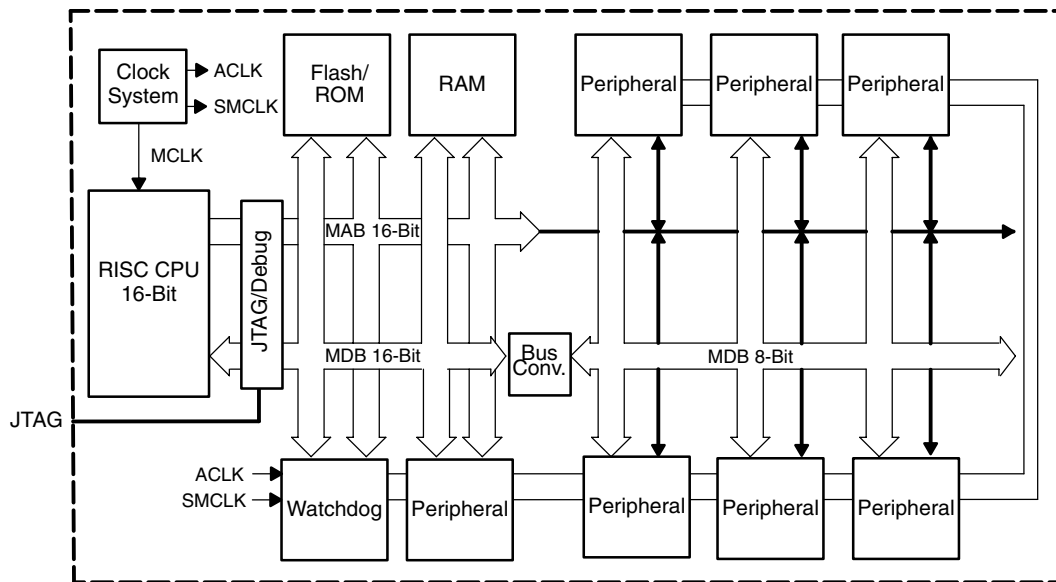 Clock
System
ACLK
SMCLK
MCLK
Flash/
ROM
RAM
Peripheral
Peripheral
Peripheral
RISC CPU
16-Bit
JTAG/Debug
MAB 16-Bit
MDB 16-Bit
Bus
Conv.
MDB 8-Bit
JTAG
ACLK
SMCLK
Watchdog
Peripheral
Peripheral
Peripheral
Peripheral